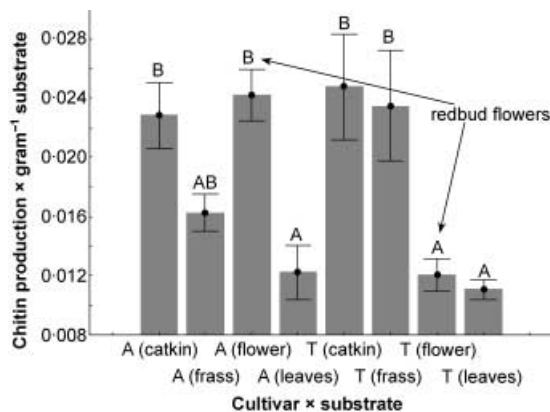 Chitin production × gram⁻¹ substrate
0·028
0·024
0·020
0·016
0·012
0·008
B
AB
B
A
B
B
A
A
redbud flowers
A (catkin) A (flower) T (catkin) T (flower)
A (frass) A (leaves) T (frass) T (leaves)
Cultivar × substrate